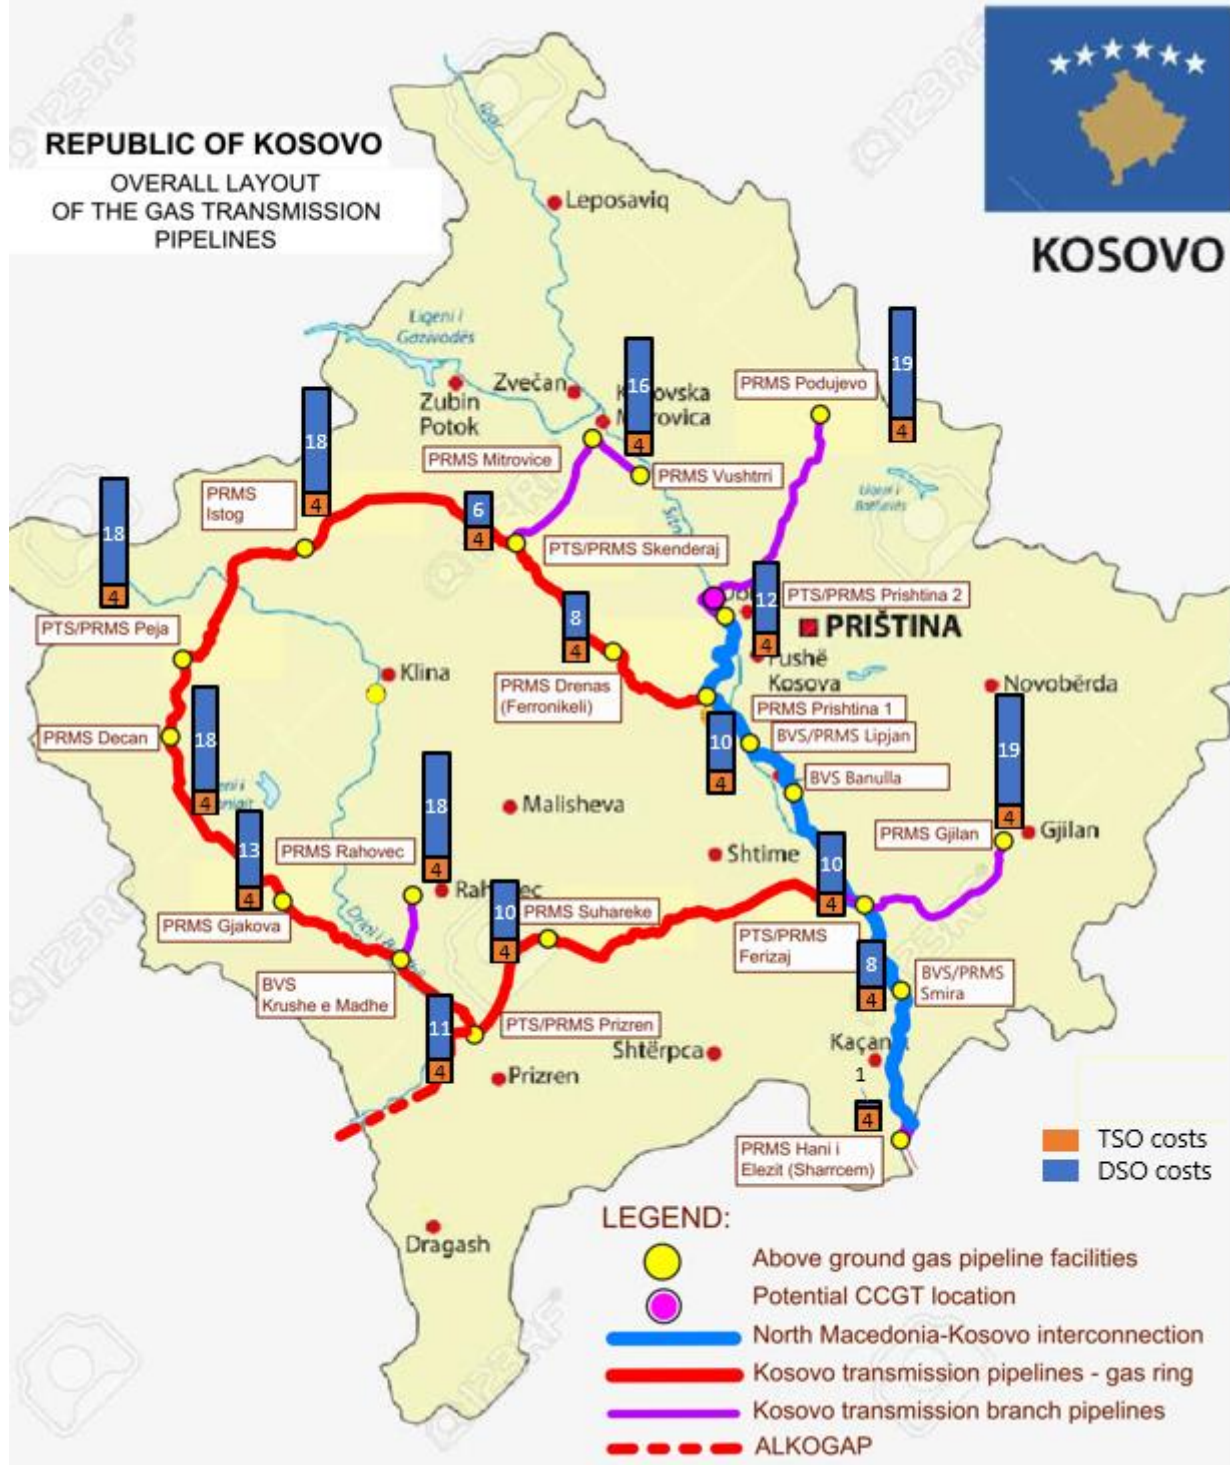 REPUBLIC OF KOSOVO
OVERALL LAYOUT
OF THE GAS TRANSMISSION
PIPELINES
KOSOVO
Ibar
Leposaviq
Liqeni i
Gazivodës
Zubin
Potok
Zvečan
16
4
PRMS Podujevo
19
4
PRMS Mitrovice
PRMS Vushtrri
Sitn
18
4
PRMS
Istog
18
4
PTS/PRMS Peja
6
4
PTS/PRMS Skenderaj
12
4
PTS/PRMS Prishtina 2
PRIŠTINA
Fushë
Kosova
8
4
PRMS Drenas
(Ferronikeli)
Klina
PRMS Decan
18
4
PRMS Prishtina 1
10
4
BVS/PRMS Lipjan
BVS Banulla
Novobërda
19
4
PRMS Gjilan
Gjilan
Malisheva
Shtime
13
4
PRMS Gjakova
PRMS Rahovec
18
4
10
4
PRMS Suhareke
10
4
PTS/PRMS
Ferizaj
8
4
BVS/PRMS
Smira
BVS
Krushe e Madhe
11
4
PTS/PRMS Prizren
Prizren
Shtërpca
1
4
PRMS Hani i
Elezit (Sharrcem)
Dragash
TSO costs
DSO costs
LEGEND:
Above ground gas pipeline facilities
Potential CCGT location
North Macedonia-Kosovo interconnection
Kosovo transmission pipelines - gas ring
Kosovo transmission branch pipelines
ALKOGAP
123RF